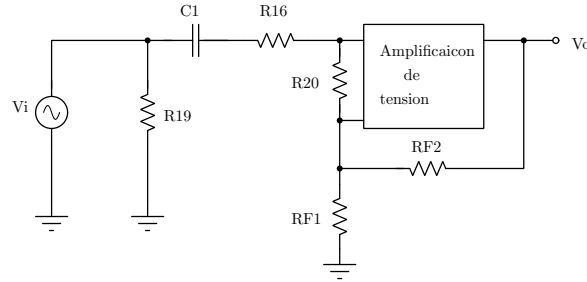 C1
R16
Amplificaicon
de
tension
Vo
R20
Vi
R19
RF2
RF1